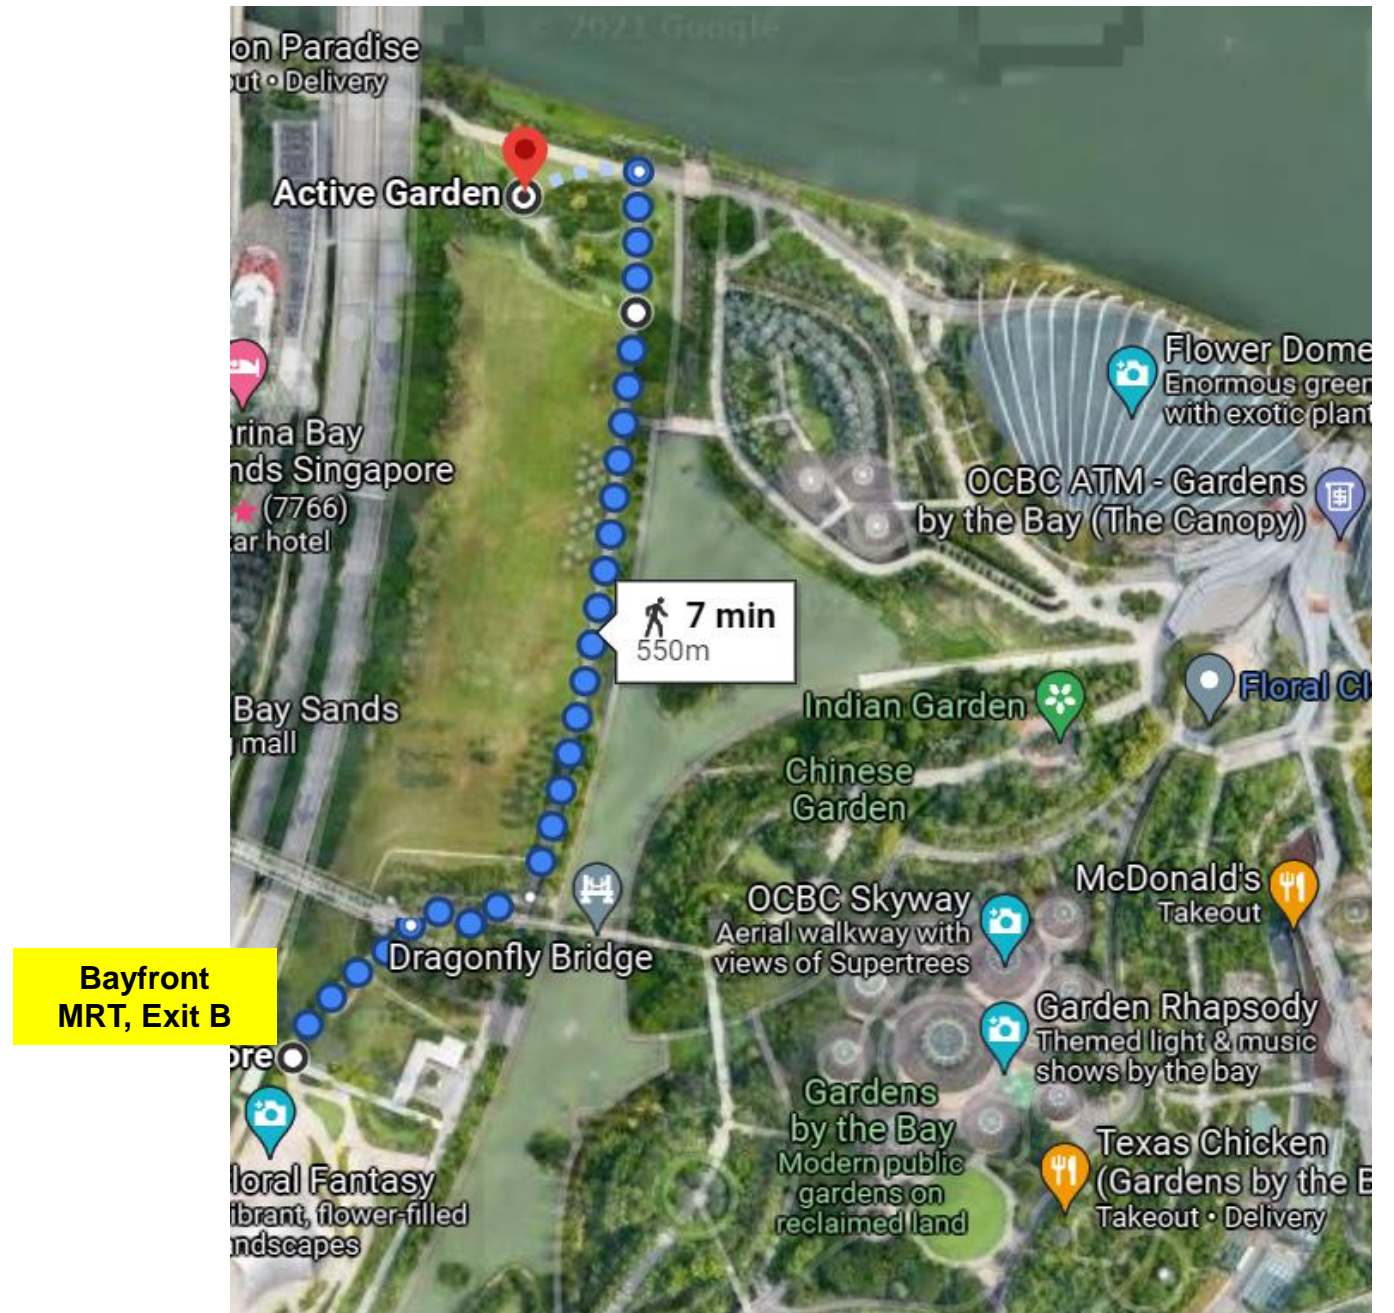 © 2021 Google
on Paradise
out • Delivery
Active Garden
Flower Dome
Enormous green
with exotic plant
rina Bay
nds Singapore
(7766)
tar hotel
OCBC ATM - Gardens
by the Bay (The Canopy)
7 min
550m
Indian Garden
Floral Cl
Bay Sands
mall
Chinese
Garden
McDonald's
Takeout
OCBC Skyway
Aerial walkway with
views of Supertrees
Dragonfly Bridge
Bayfront
MRT, Exit B
ore
Garden Rhapsody
Themed light & music
shows by the bay
Gardens
by the Bay
Modern public
gardens on
reclaimed land
Texas Chicken
(Gardens by the B
Takeout • Delivery
loral Fantasy
ibrant, flower-filled
ndscapes